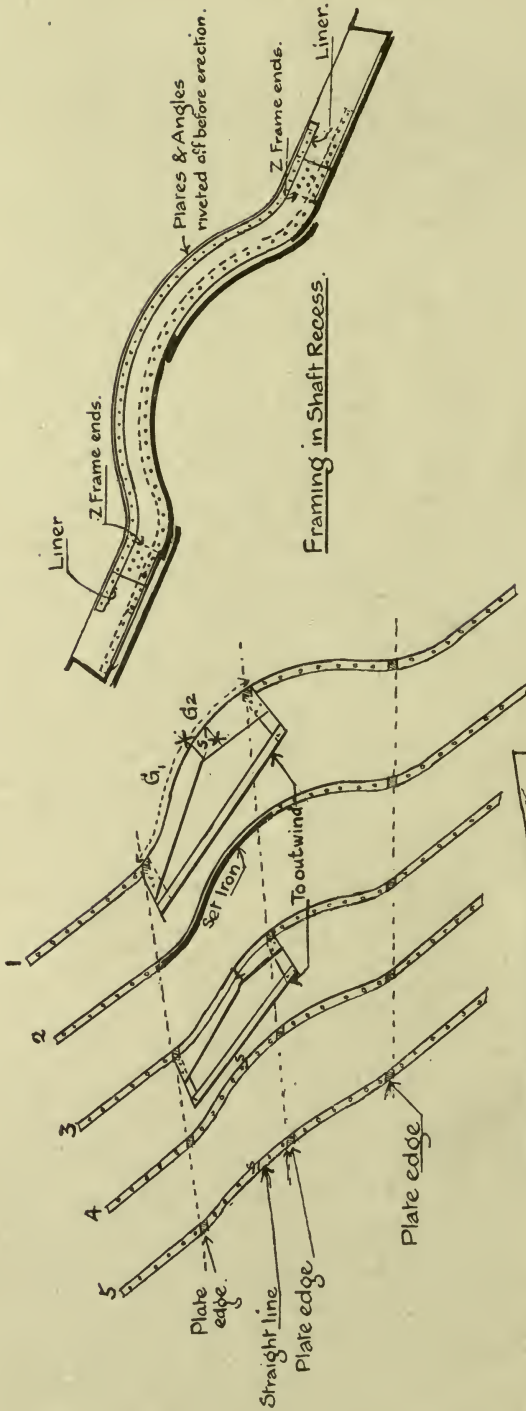 Liner
Z Frame ends.
Plares & Angles
riveted off before erection.
Z Frame ends.
Liner.
Framing in Shaft Recess.
1
2
3
4
5
G1
G2
S
Set Iron
To outwind
S
S
Plate
edge.
Straight line
Plate edge
Plate edge